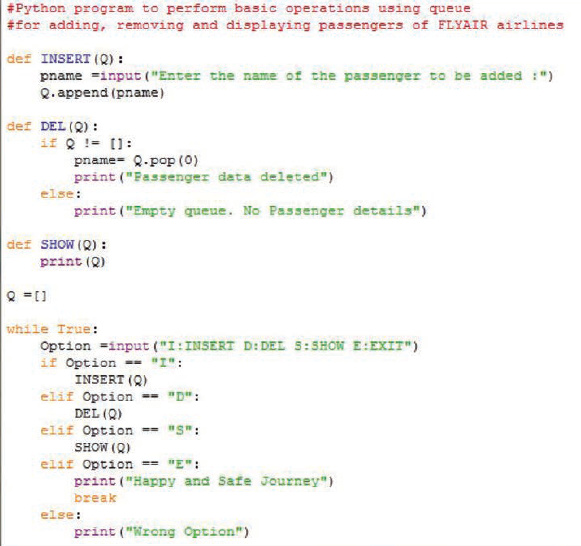 #Python program to perform basic operations using queue
#for adding, removing and displaying passengers of FLYAIR airlines
def INSERT(Q):
    pname =input("Enter the name of the passenger to be added :")
    Q.append(pname)
def DEL(Q):
    if Q != []:
        pname= Q.pop(0)
        print("Passenger data deleted")
    else:
        print("Empty queue. No Passenger details")
def SHOW(Q):
    print(Q)
Q =[]
while True:
    Option =input("I:INSERT D:DEL S:SHOW E:EXIT")
    if Option == "I":
        INSERT(Q)
    elif Option == "D":
        DEL(Q)
    elif Option == "S":
        SHOW(Q)
    elif Option == "E":
        print("Happy and Safe Journey")
        break
    else:
        print("Wrong Option")